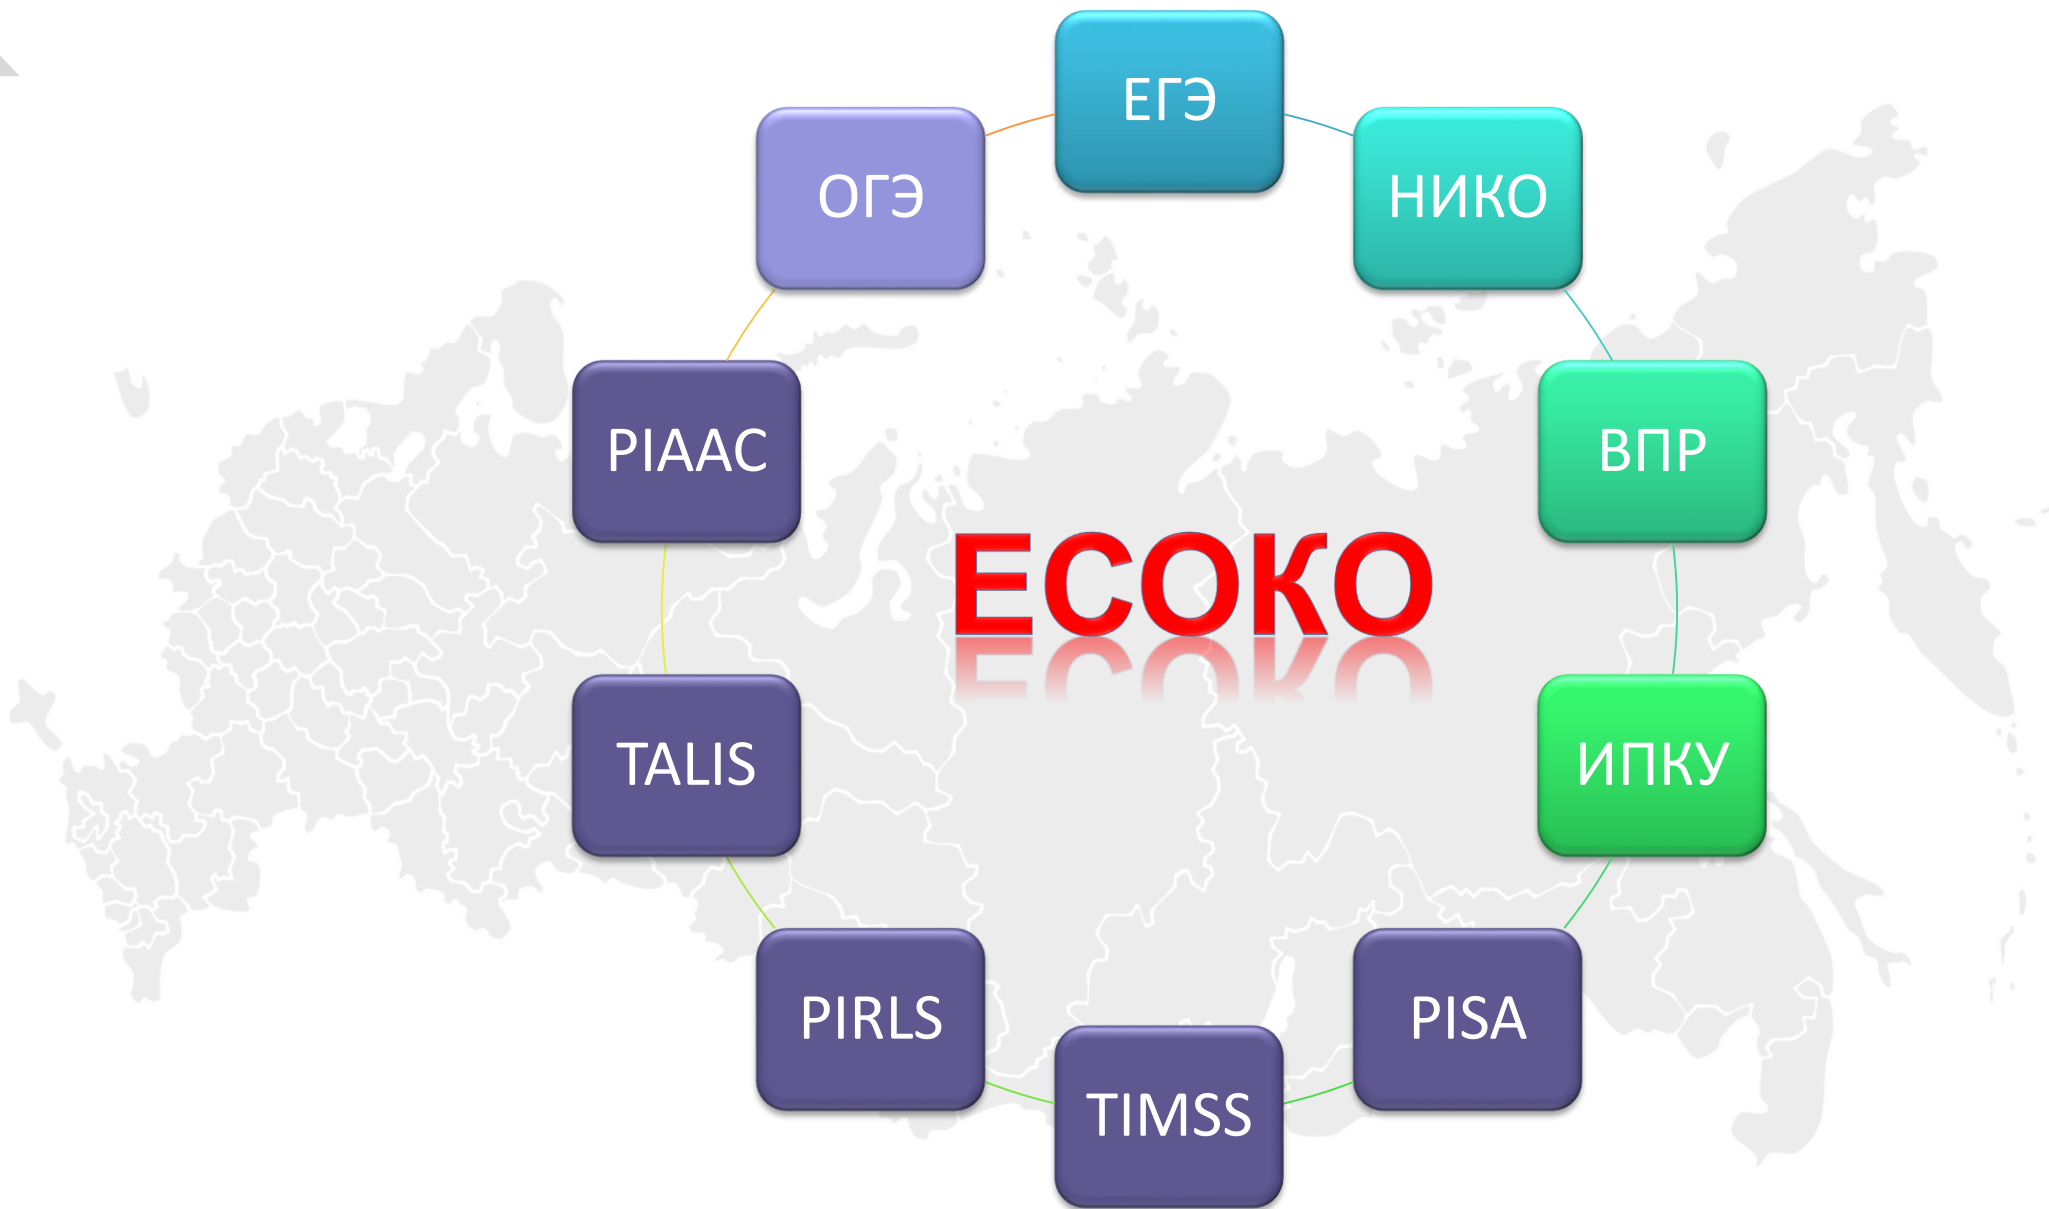 ЕГЭ
НИКО
ВПР
ИПКУ
PISA
TIMSS
PIRLS
TALIS
PIAAC
ОГЭ
ЕСОКО